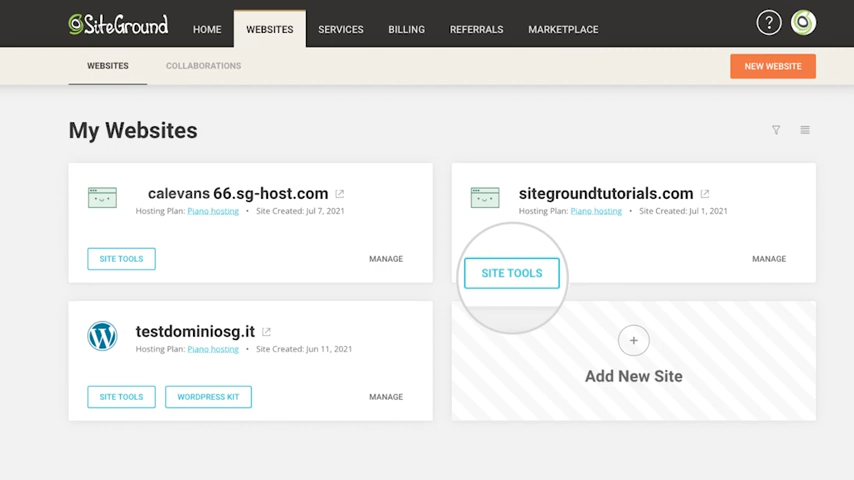 SiteGround
HOME WEBSITES SERVICES BILLING REFERRALS MARKETPLACE ?
WEBSITES COLLABORATIONS NEW WEBSITE
My Websites
calevans 66.sg-host.com
Hosting Plan: Piano hosting • Site Created: Jul 7, 2021
SITE TOOLS MANAGE
sitegroundtutorials.com
Hosting Plan: Piano hosting • Site Created: Jul 1, 2021
SITE TOOLS MANAGE
testdominiosg.it
Hosting Plan: Piano hosting • Site Created: Jun 11, 2021
SITE TOOLS WORDPRESS KIT MANAGE
+
Add New Site